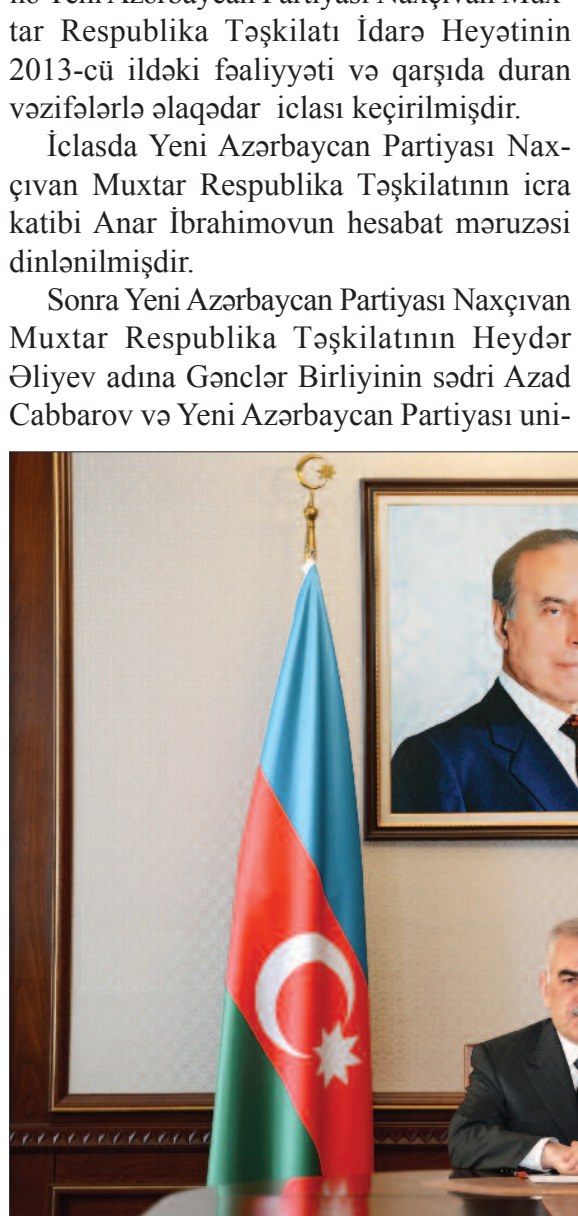 Yeni Azərbaycan Partiyası Naxçıvan Mux-
tar Respublika Təşkilatı İdarə Heyətinin
2013-cü ildəki fəaliyyəti və qarşıda duran
vəzifələrlə əlaqədar iclası keçirilmişdir.
İclasda Yeni Azərbaycan Partiyası Nax-
çıvan Muxtar Respublika Təşkilatının icra
katibi Anar İbrahimovun hesabat məruzəsi
dinlənilmişdir.
Sonra Yeni Azərbaycan Partiyası Naxçıvan
Muxtar Respublika Təşkilatının Heydər
Əliyev adına Gənclər Birliyinin sədri Azad
Cabbarov və Yeni Azərbaycan Partiyası uni-